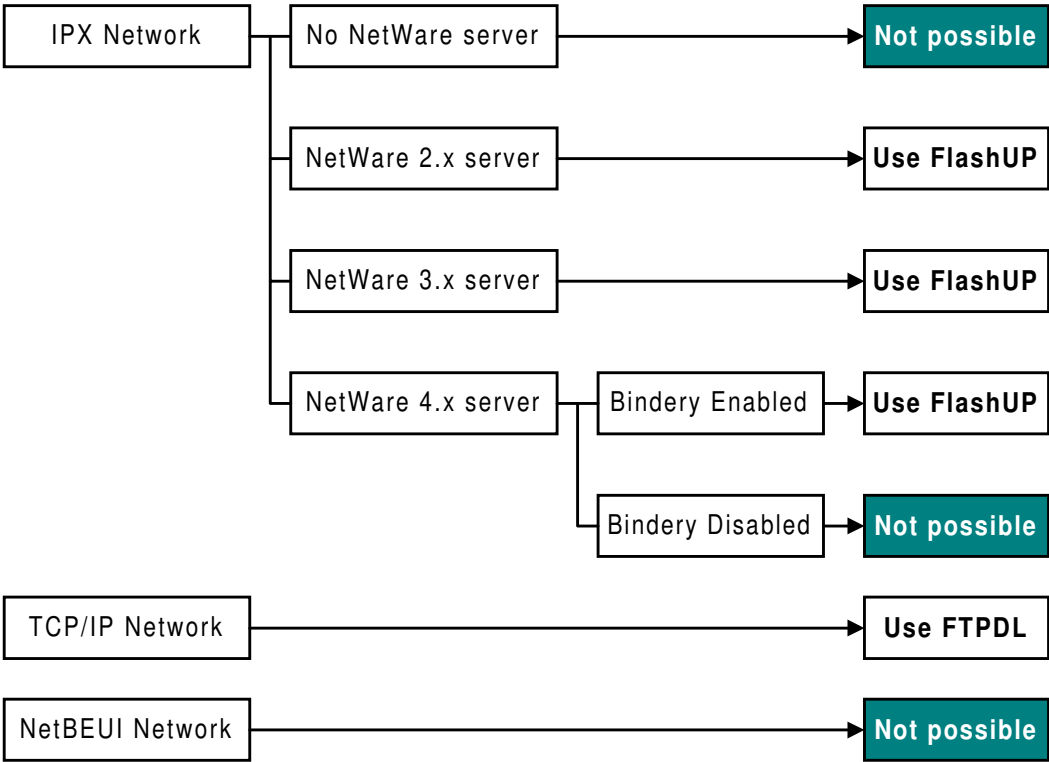 IPX Network
No NetWare server
Not possible
NetWare 2.x server
Use FlashUP
NetWare 3.x server
Use FlashUP
NetWare 4.x server
Bindery Enabled
Use FlashUP
Bindery Disabled
Not possible
TCP/IP Network
Use FTPDL
NetBEUI Network
Not possible